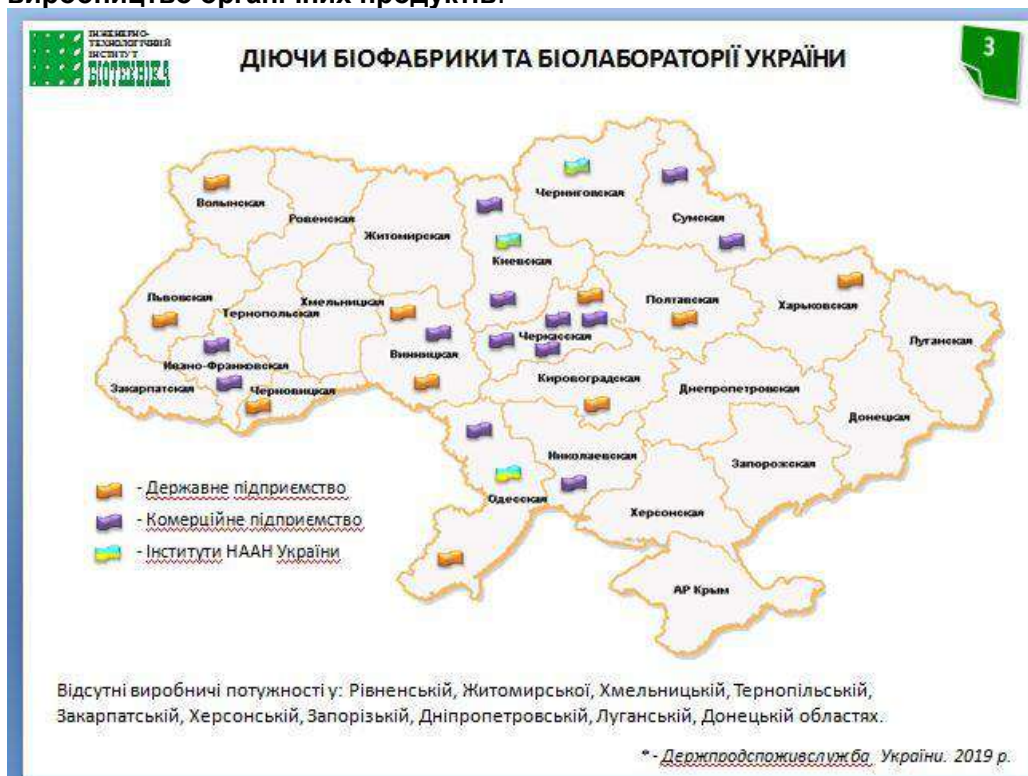 виробництво органічних продуктів.
ІНЖЕНЕРНО-
ТЕХНОЛОГІЧНИЙ
ІНСТИТУТ
БІОТЕХНІКА
ДІЮЧИ БІОФАБРИКИ ТА БІОЛАБОРАТОРІЇ УКРАЇНИ
3
Волынская
Ровенская
Житомирская
Черниговская
Сумская
Киевская
Львовская
Тернопольская
Хмельницкая
Винницкая
Черкасская
Полтавская
Харьковская
Луганская
Ивано-Франковская
Закарпатская
Черновицкая
Кировоградская
Днепропетровская
Донецкая
Николаевская
Запорожская
Одесская
Херсонская
АР Крым
- Державне підприємство
- Комерційне підприємство
- Інститути НААН України
Відсутні виробничі потужності у: Рівненській, Житомирської, Хмельницькій, Тернопільській,
Закарпатській, Херсонській, Запорізькій, Дніпропетровській, Луганській, Донецькій областях.
* - Держпродспоживслужба України. 2019 р.